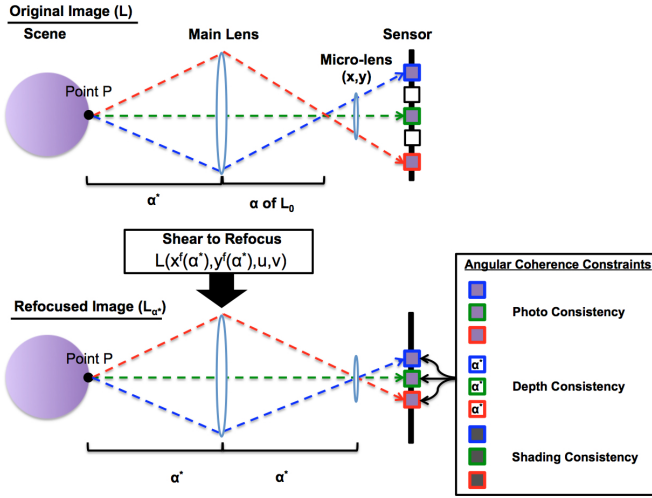 Original Image (L)
Scene
Main Lens
Sensor
Micro-lens
(x,y)
Point P
α*
α of L₀
Shear to Refocus
L(xᶠ(α*),yᶠ(α*),u,v)
Refocused Image (Lα*)
Point P
α*
α*
Angular Coherence Constraints
Photo Consistency
α*
α*
Depth Consistency
α*
Shading Consistency